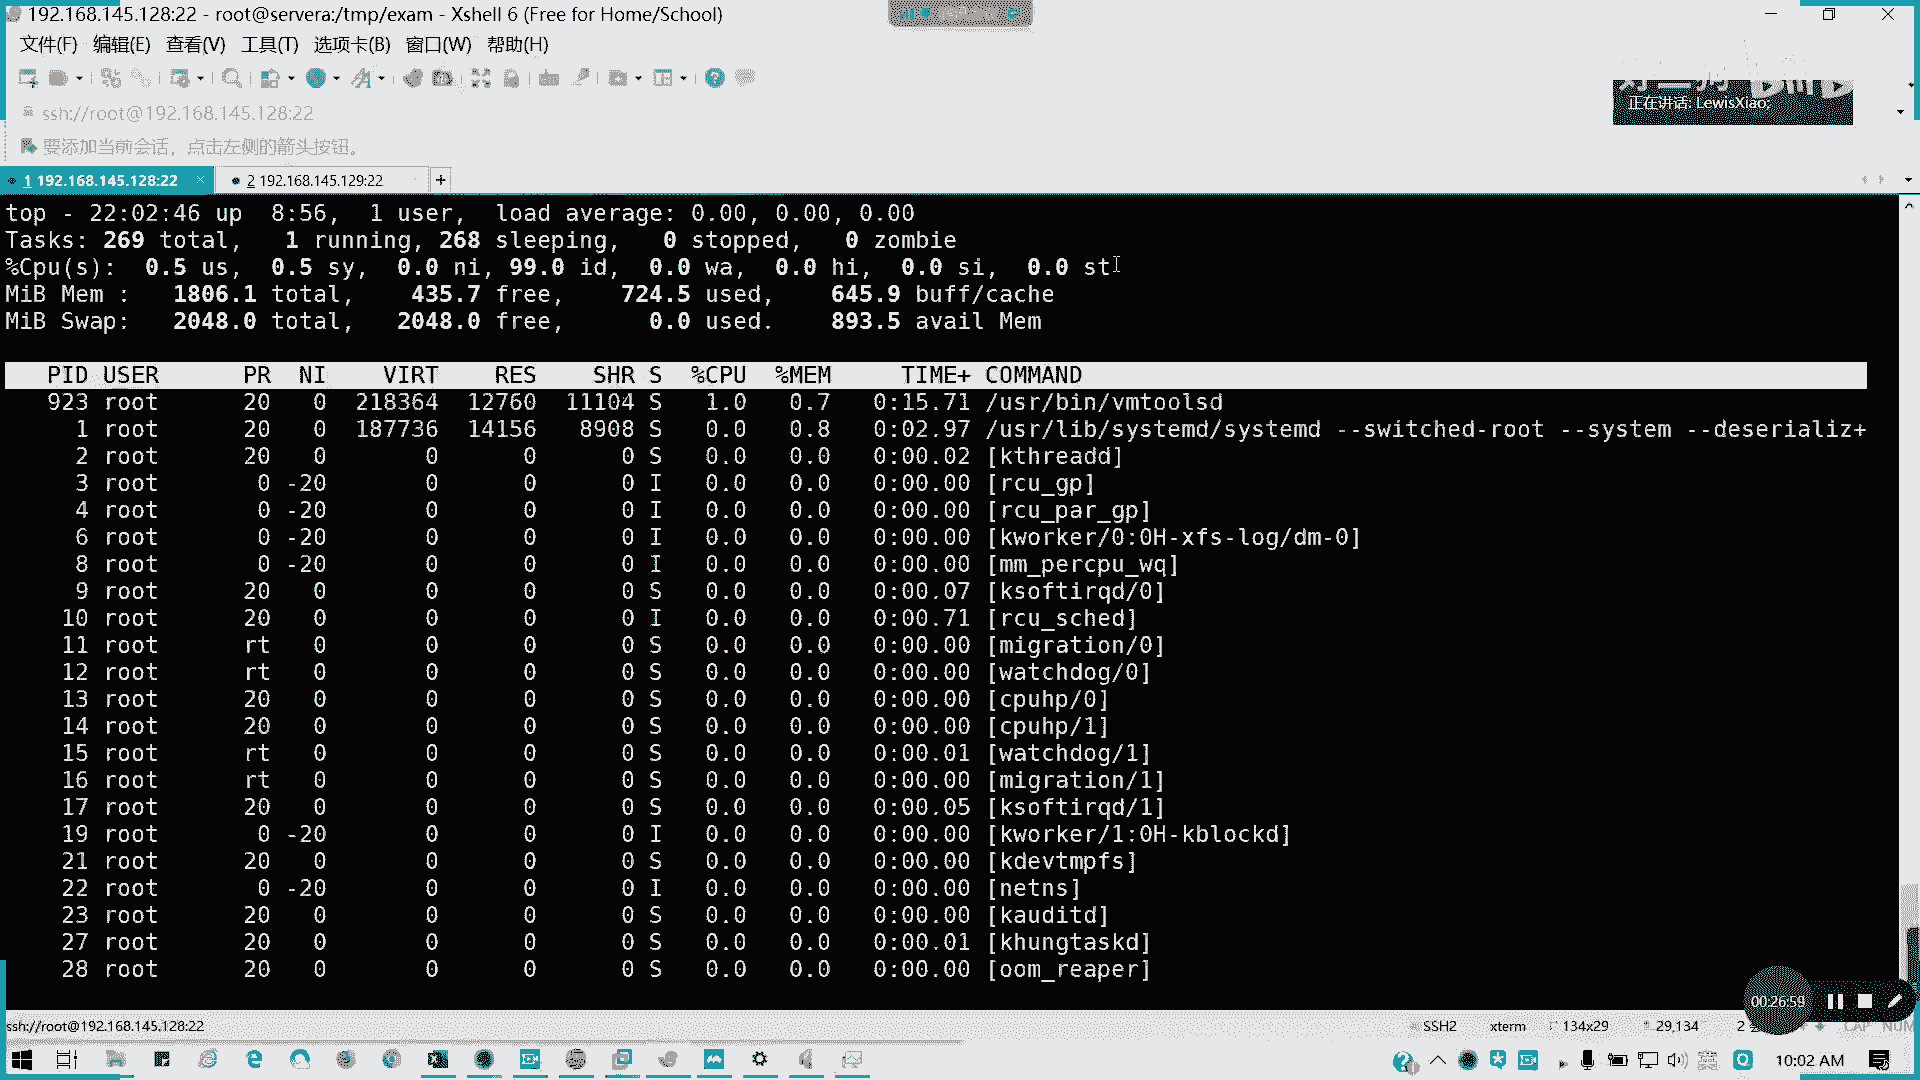 192.168.145.128:22 - root@servera:/tmp/exam - Xshell 6 (Free for Home/School)
文件(F) 编辑(E) 查看(V) 工具(T) 选项卡(B) 窗口(W) 帮助(H)
ssh://root@192.168.145.128:22
正在讲话: LewisXiao;
要添加当前会话，点击左侧的箭头按钮。
1 192.168.145.128:22 2 192.168.145.129:22
top - 22:02:46 up  8:56,  1 user,  load average: 0.00, 0.00, 0.00
Tasks: 269 total,   1 running, 268 sleeping,   0 stopped,   0 zombie
%Cpu(s):  0.5 us,  0.5 sy,  0.0 ni, 99.0 id,  0.0 wa,  0.0 hi,  0.0 si,  0.0 st
MiB Mem :   1806.1 total,    435.7 free,    724.5 used,    645.9 buff/cache
MiB Swap:   2048.0 total,   2048.0 free,      0.0 used.    893.5 avail Mem
PID USER      PR  NI    VIRT    RES    SHR S  %CPU  %MEM     TIME+ COMMAND
923 root      20   0  218364  12760  11104 S   1.0   0.7   0:15.71 /usr/bin/vmtoolsd
1 root      20   0  187736  14156   8908 S   0.0   0.8   0:02.97 /usr/lib/systemd/systemd --switched-root --system --deserializ+
2 root      20   0       0      0      0 S   0.0   0.0   0:00.02 [kthreadd]
3 root       0 -20       0      0      0 I   0.0   0.0   0:00.00 [rcu_gp]
4 root       0 -20       0      0      0 I   0.0   0.0   0:00.00 [rcu_par_gp]
6 root       0 -20       0      0      0 I   0.0   0.0   0:00.00 [kworker/0:0H-xfs-log/dm-0]
8 root       0 -20       0      0      0 I   0.0   0.0   0:00.00 [mm_percpu_wq]
9 root      20   0       0      0      0 S   0.0   0.0   0:00.07 [ksoftirqd/0]
10 root      20   0       0      0      0 I   0.0   0.0   0:00.71 [rcu_sched]
11 root      rt   0       0      0      0 S   0.0   0.0   0:00.00 [migration/0]
12 root      rt   0       0      0      0 S   0.0   0.0   0:00.00 [watchdog/0]
13 root      20   0       0      0      0 S   0.0   0.0   0:00.00 [cpuhp/0]
14 root      20   0       0      0      0 S   0.0   0.0   0:00.00 [cpuhp/1]
15 root      rt   0       0      0      0 S   0.0   0.0   0:00.01 [watchdog/1]
16 root      rt   0       0      0      0 S   0.0   0.0   0:00.00 [migration/1]
17 root      20   0       0      0      0 S   0.0   0.0   0:00.05 [ksoftirqd/1]
19 root       0 -20       0      0      0 I   0.0   0.0   0:00.00 [kworker/1:0H-kblockd]
21 root      20   0       0      0      0 S   0.0   0.0   0:00.00 [kdevtmpfs]
22 root       0 -20       0      0      0 I   0.0   0.0   0:00.00 [netns]
23 root      20   0       0      0      0 S   0.0   0.0   0:00.00 [kauditd]
27 root      20   0       0      0      0 S   0.0   0.0   0:00.01 [khungtaskd]
28 root      20   0       0      0      0 S   0.0   0.0   0:00.00 [oom_reaper]
00:26:59
ssh://root@192.168.145.128:22 SSH2 xterm 134x29 29,134 2 CAP NUM
10:02 AM